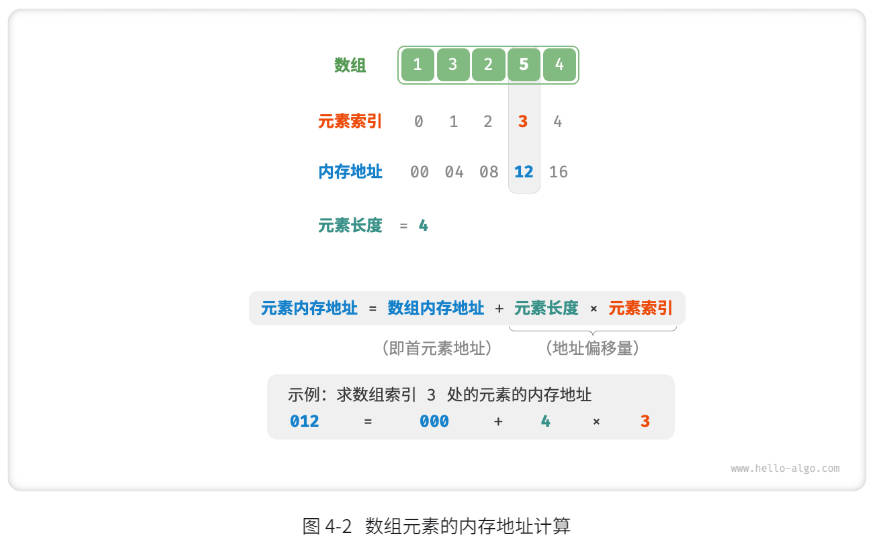 数组 1 3 2 5 4
元素索引 0 1 2 3 4
内存地址 00 04 08 12 16
元素长度 = 4
元素内存地址 = 数组内存地址 + 元素长度 × 元素索引
(即首元素地址) (地址偏移量)
示例: 求数组索引 3 处的元素的内存地址
012 = 000 + 4 × 3
www.hello-algo.com
图 4-2 数组元素的内存地址计算